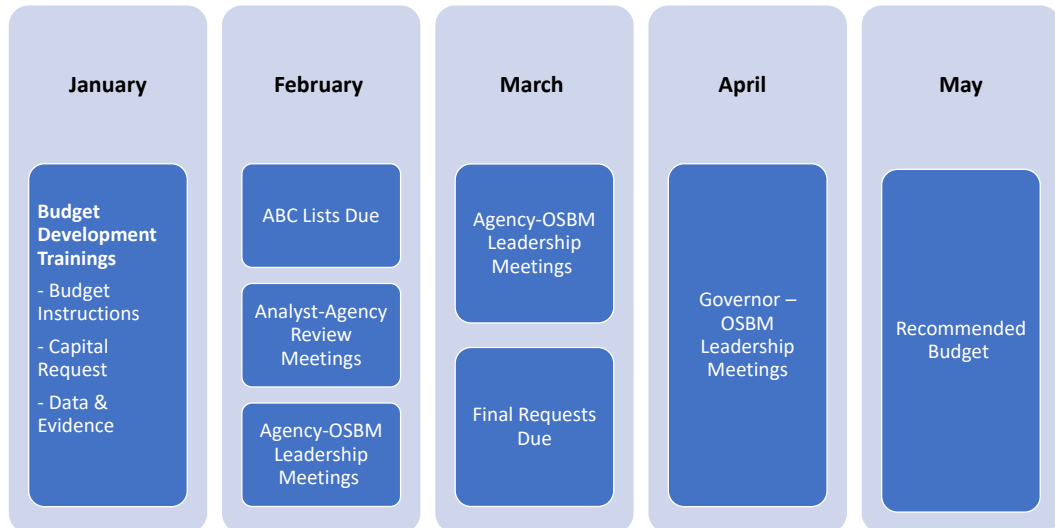 January
Budget
Development
Trainings
- Budget
Instructions
- Capital
Request
- Data &
Evidence
February
ABC Lists Due
Analyst-Agency
Review
Meetings
Agency-OSBM
Leadership
Meetings
March
Agency-OSBM
Leadership
Meetings
Final Requests
Due
April
Governor –
OSBM
Leadership
Meetings
May
Recommended
Budget